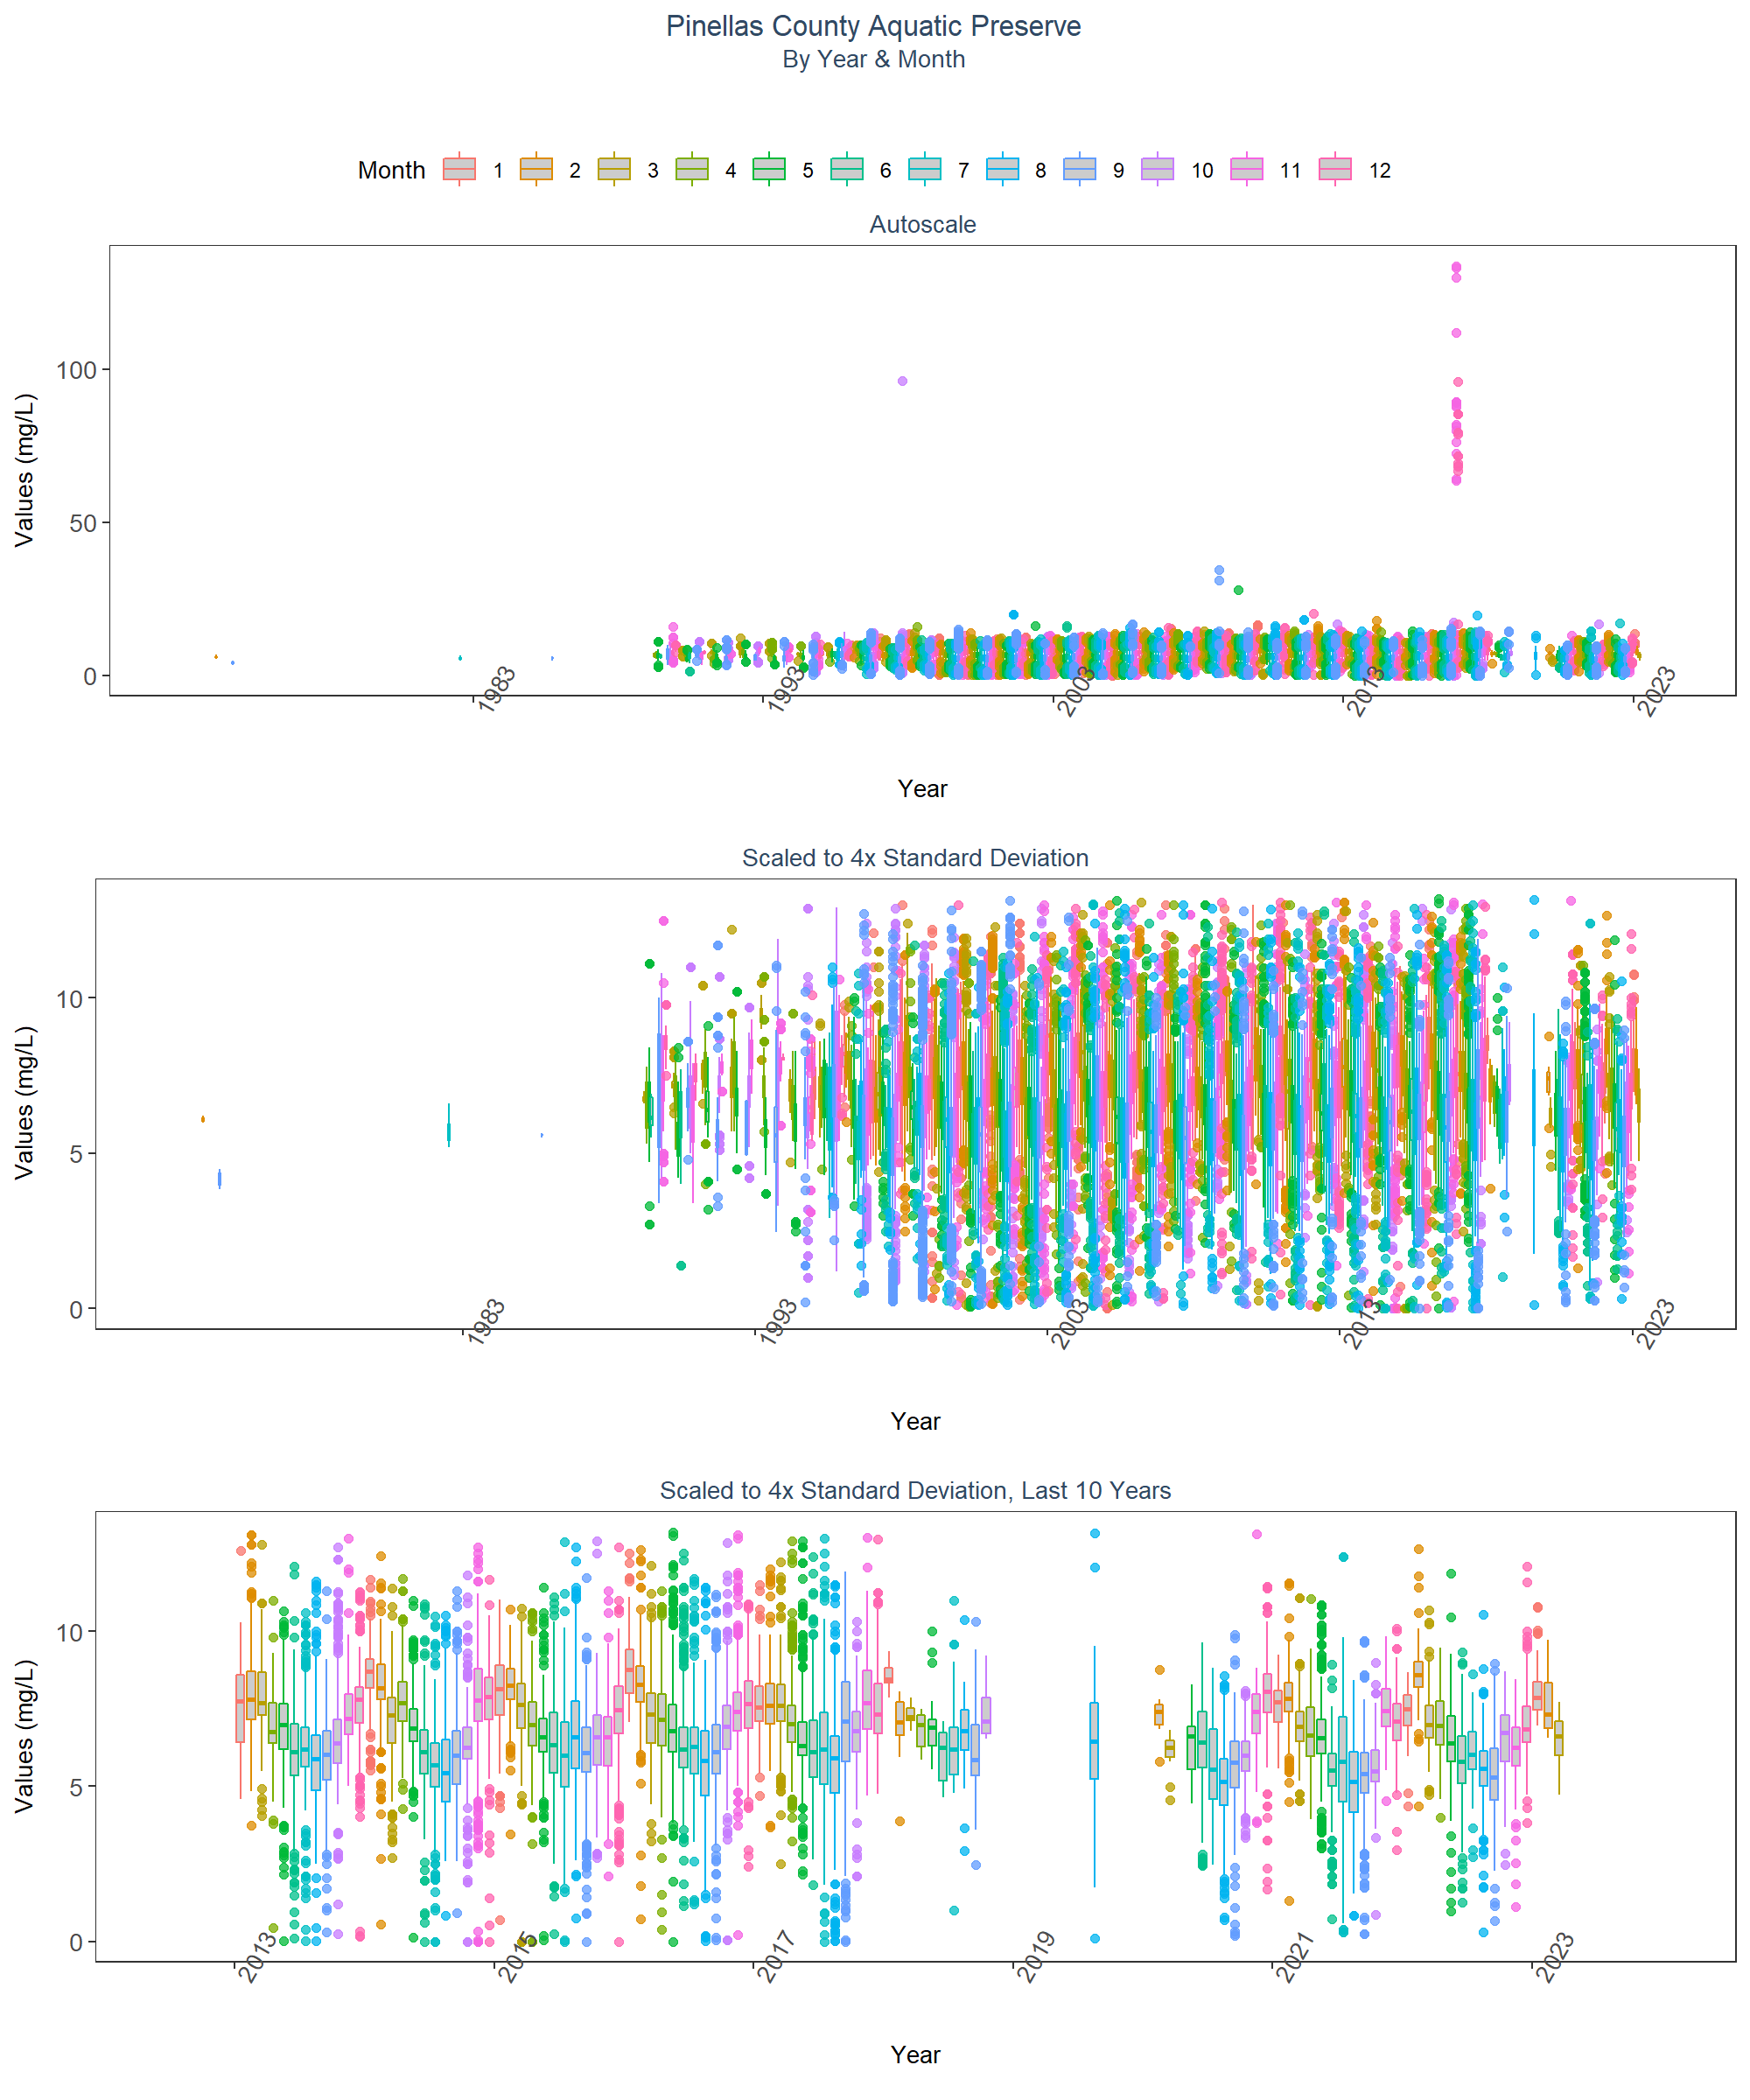 Pinellas County Aquatic Preserve
By Year & Month
Month 1 2 3 4 5 6 7 8 9 10 11 12
Autoscale
Values (mg/L)
100
50
0
1983 1993 2003 2013 2023
Year
Scaled to 4x Standard Deviation
Values (mg/L)
10
5
0
1983 1993 2003 2013 2023
Year
Scaled to 4x Standard Deviation, Last 10 Years
Values (mg/L)
10
5
0
2013 2015 2017 2019 2021 2023
Year